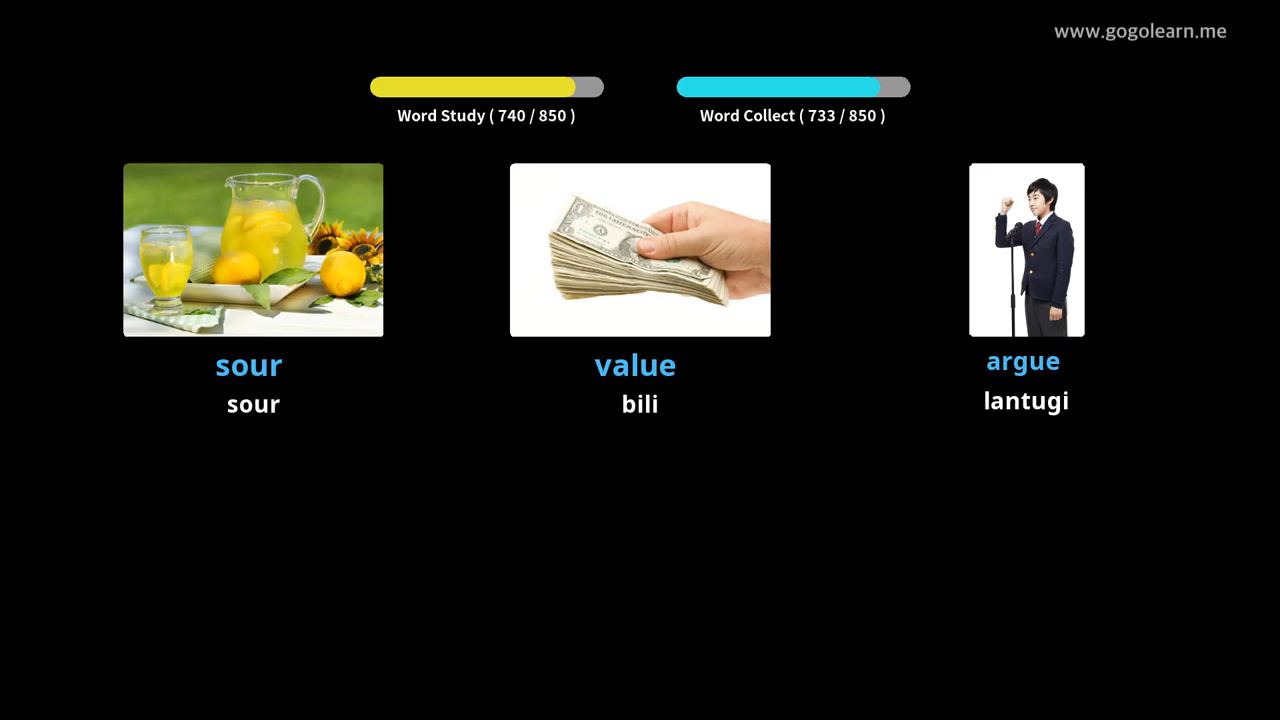 www.gogolearn.me
Word Study ( 740 / 850 )
Word Collect ( 733 / 850 )
sour
value
argue
sour
bili
lantugi